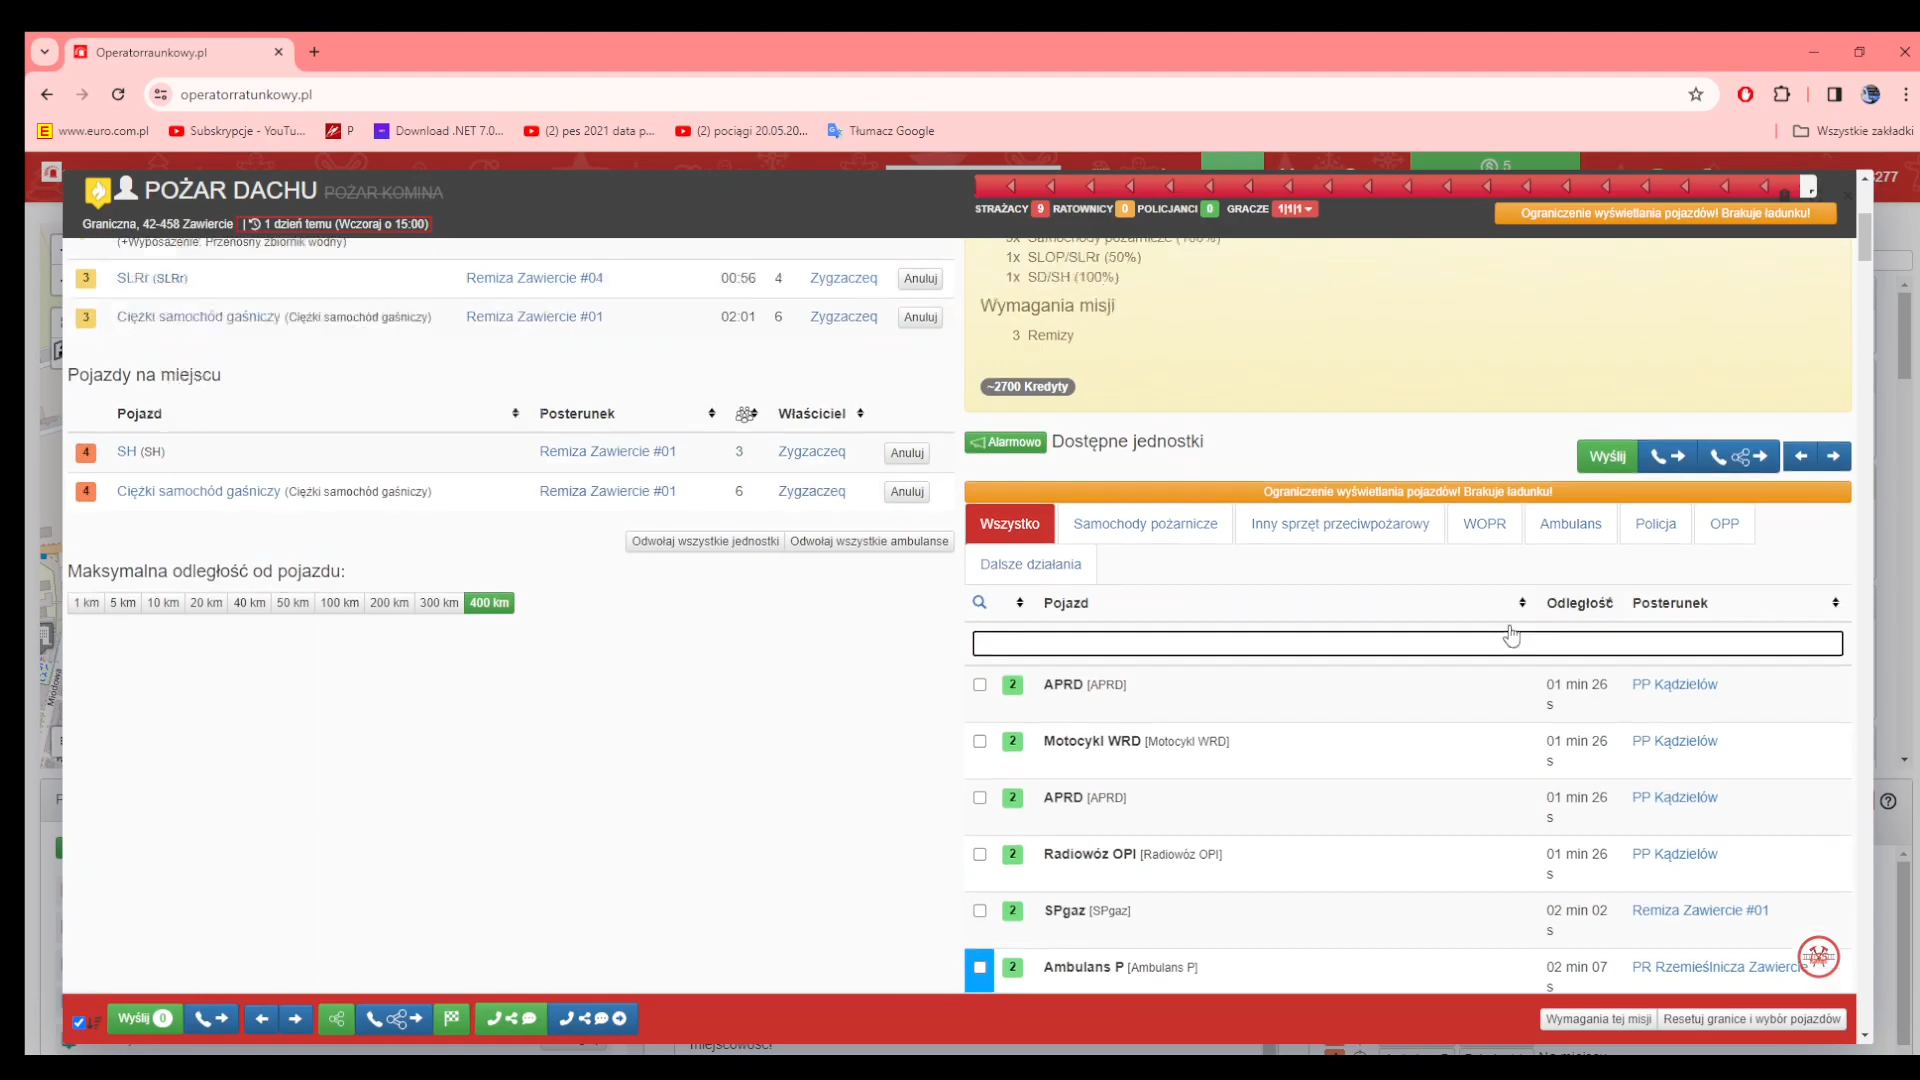 Operatorraunkowy.pl
operatorratunkowy.pl
www.euro.com.pl
Subskrypcje - YouTu...
P
Download .NET 7.0...
(2) pes 2021 data p...
(2) pociągi 20.05.20...
Tłumacz Google
Wszystkie zakładki
5
277
POŻAR DACHU POŻAR KOMINA
Graniczna, 42-458 Zawiercie | 1 dzień temu (Wczoraj o 15:00)
STRAŻACY 9 RATOWNICY 0 POLICJANCI 0 GRACZE 1|1|1
Ograniczenie wyświetlania pojazdów! Brakuje ładunku!
(+Wyposażenie: Przenośny zbiornik wodny)
3 SLRr (SLRr) Remiza Zawiercie #04 00:56 4 Zygzaczeq Anuluj
3 Ciężki samochód gaśniczy (Ciężki samochód gaśniczy) Remiza Zawiercie #01 02:01 6 Zygzaczeq Anuluj
Pojazdy na miejscu
Pojazd Posterunek Właściciel
4 SH (SH) Remiza Zawiercie #01 3 Zygzaczeq Anuluj
4 Ciężki samochód gaśniczy (Ciężki samochód gaśniczy) Remiza Zawiercie #01 6 Zygzaczeq Anuluj
Odwołaj wszystkie jednostki Odwołaj wszystkie ambulanse
Maksymalna odległość od pojazdu:
1 km 5 km 10 km 20 km 40 km 50 km 100 km 200 km 300 km 400 km
Samochody pożarnicze (100%)
1x SLOP/SLRr (50%)
1x SD/SH (100%)
Wymagania misji
3 Remizy
~2700 Kredyty
Alarmowo Dostępne jednostki
Wyślij
Ograniczenie wyświetlania pojazdów! Brakuje ładunku!
Wszystko Samochody pożarnicze Inny sprzęt przeciwpożarowy WOPR Ambulans Policja OPP
Dalsze działania
Pojazd Odległość Posterunek
2 APRD [APRD] 01 min 26 s PP Kądzielów
2 Motocykl WRD [Motocykl WRD] 01 min 26 s PP Kądzielów
2 APRD [APRD] 01 min 26 s PP Kądzielów
2 Radiowóz OPI [Radiowóz OPI] 01 min 26 s PP Kądzielów
2 SPgaz [SPgaz] 02 min 02 s Remiza Zawiercie #01
2 Ambulans P [Ambulans P] 02 min 07 s PR Rzemieślnicza Zawiercie
Wyślij 0
Wymagania tej misji Resetuj granice i wybór pojazdów